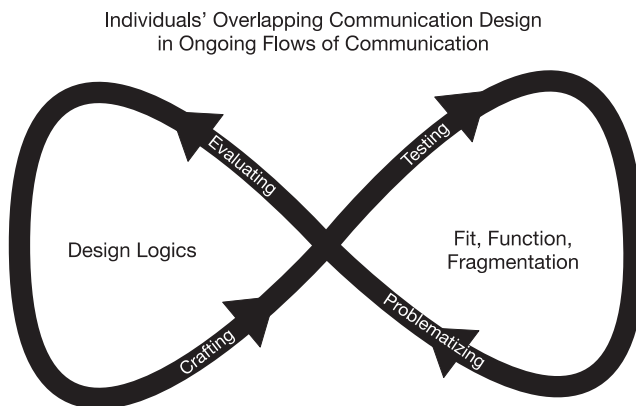 Individuals’ Overlapping Communication Design
in Ongoing Flows of Communication
Evaluating
Testing
Design Logics
Fit, Function,
Fragmentation
Crafting
Problematizing